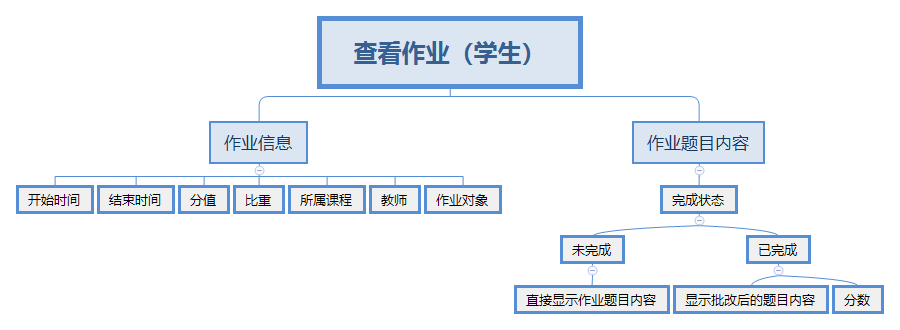 查看作业（学生）
作业信息
作业题目内容
开始时间
结束时间
分值
比重
所属课程
教师
作业对象
完成状态
未完成
已完成
直接显示作业题目内容
显示批改后的题目内容
分数